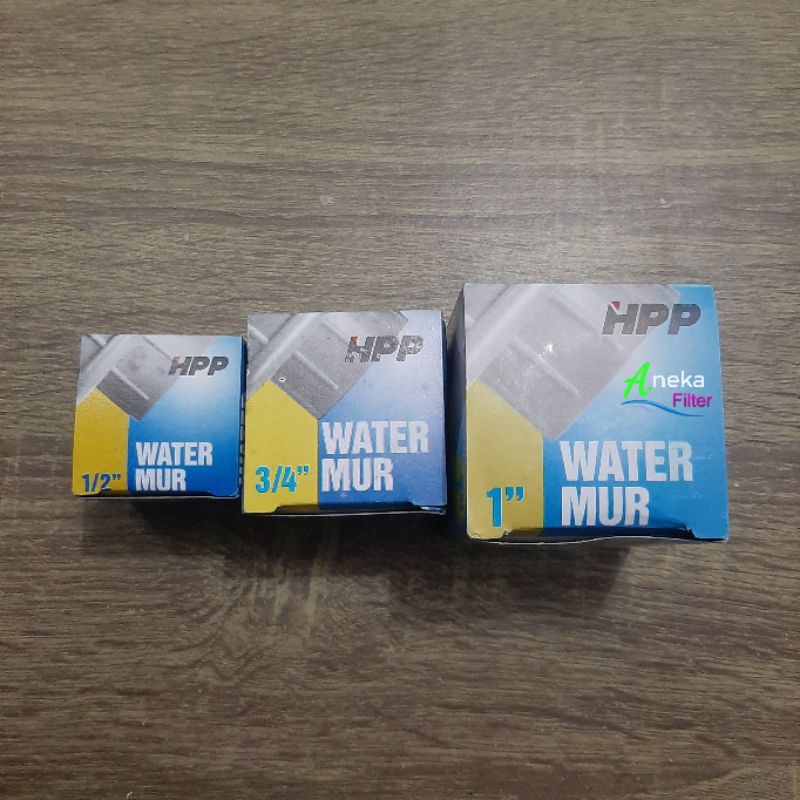 HPP
WATER
MUR
1/2"
HPP
WATER
MUR
3/4"
HPP
Aneka
Filter
WATER
MUR
1"